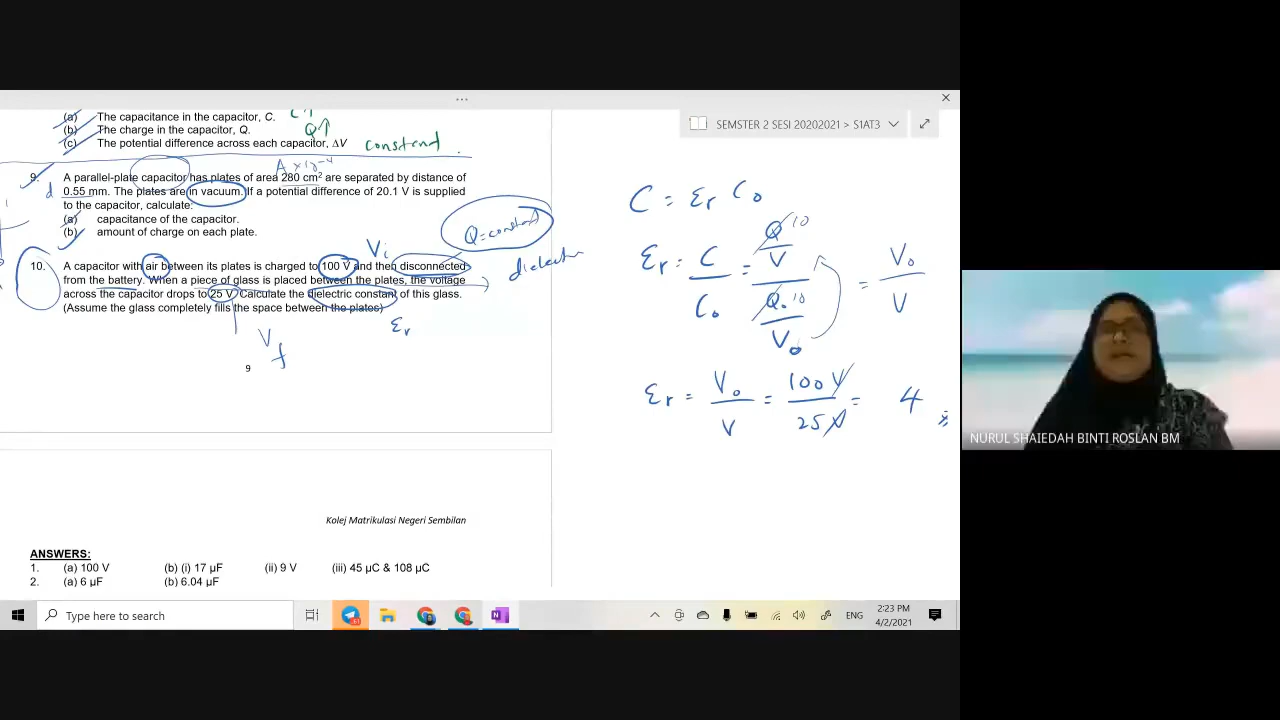 (a) The capacitance in the capacitor, C. C↑
(b) The charge in the capacitor, Q. Q↑
(c) The potential difference across each capacitor, ΔV constant
A x10-4
9. A parallel-plate capacitor has plates of area 280 cm² are separated by distance of
d 0.55 mm. The plates are in vacuum. If a potential difference of 20.1 V is supplied
to the capacitor, calculate:
(a) capacitance of the capacitor.
(b) amount of charge on each plate.
Q=constant
Vi
10. A capacitor with air between its plates is charged to 100 V and then disconnected
from the battery. When a piece of glass is placed between the plates, the voltage
across the capacitor drops to 25 V. Calculate the dielectric constant of this glass.
(Assume the glass completely fills the space between the plates)
εr
Vf
9
Kolej Matrikulasi Negeri Sembilan
ANSWERS:
1. (a) 100 V (b) (i) 17 µF (ii) 9 V (iii) 45 µC & 108 µC
2. (a) 6 µF (b) 6.04 µF
SEMSTER 2 SESI 20202021 > S1AT3
C = εr C0
εr = C/C0 = (Q/V)/(Q0/V0) = V0/V
εr = V0/V = 100V/25V = 4
NURUL SHAIEDAH BINTI ROSLAN BM
Type here to search
ENG
2:23 PM
4/2/2021